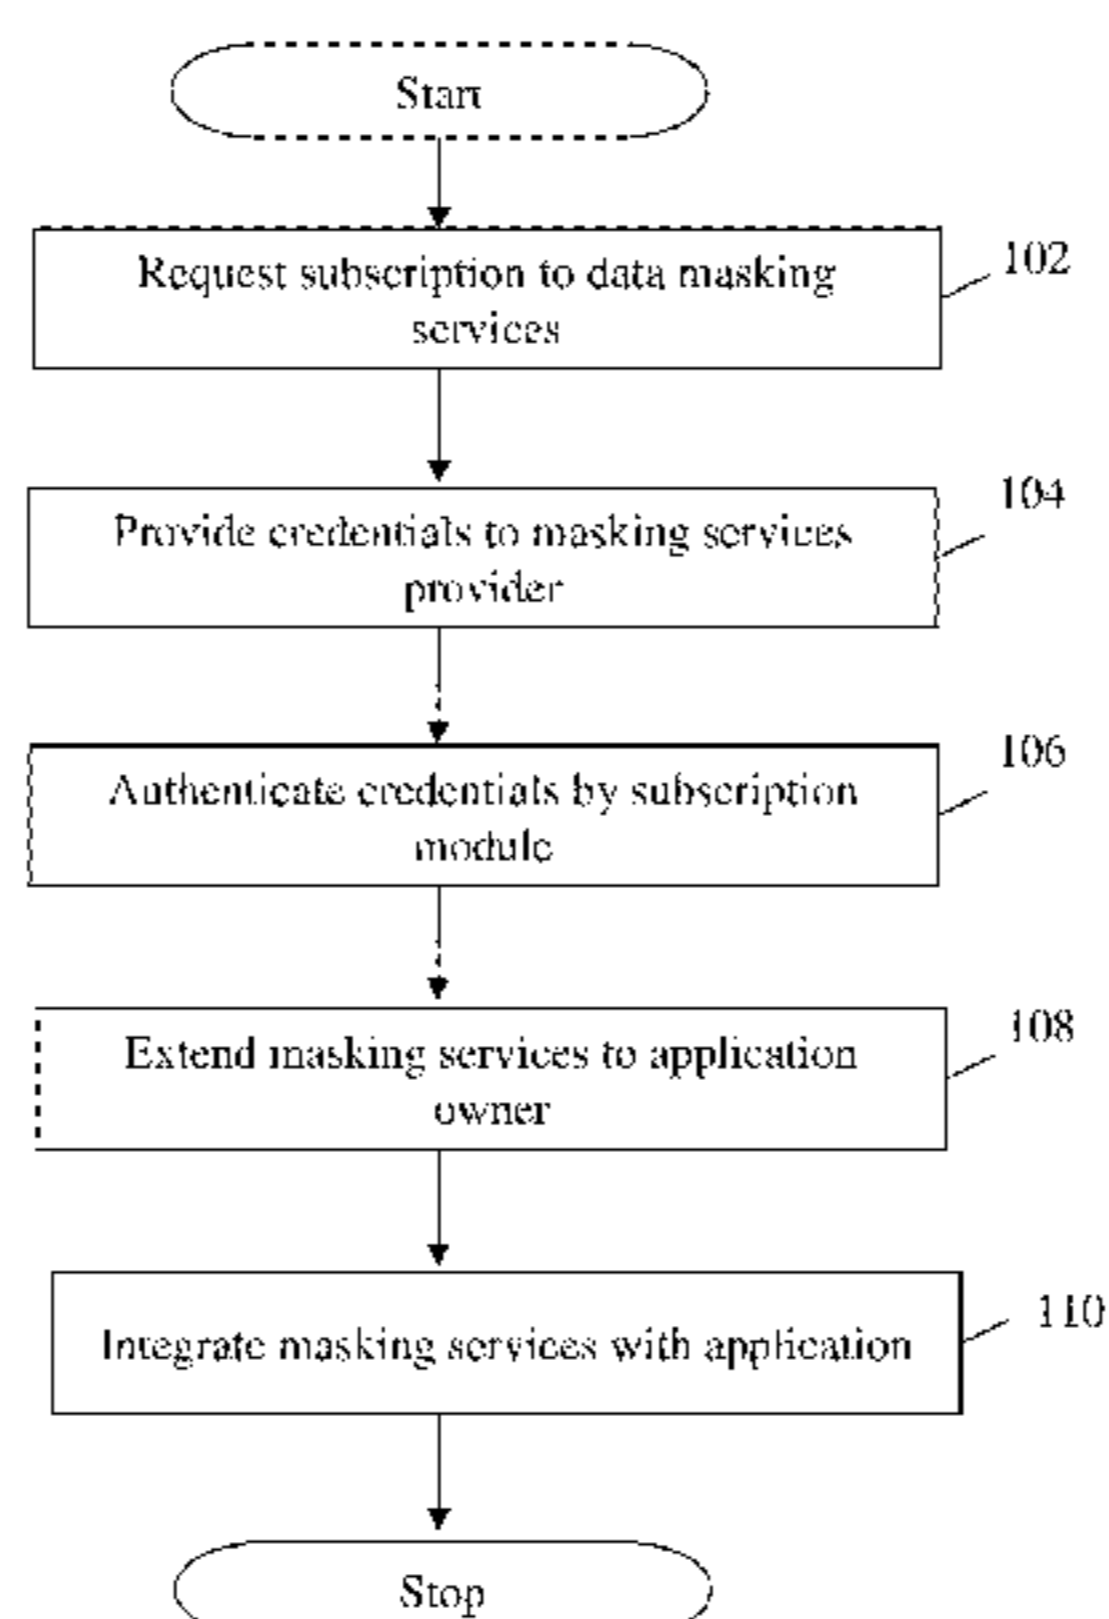 Start
Request subscription to data masking
services
102
Provide credentials to masking services
provider
104
Authenticate credentials by subscription
module
106
Extend masking services to application
owner
108
Integrate masking services with application
110
Stop